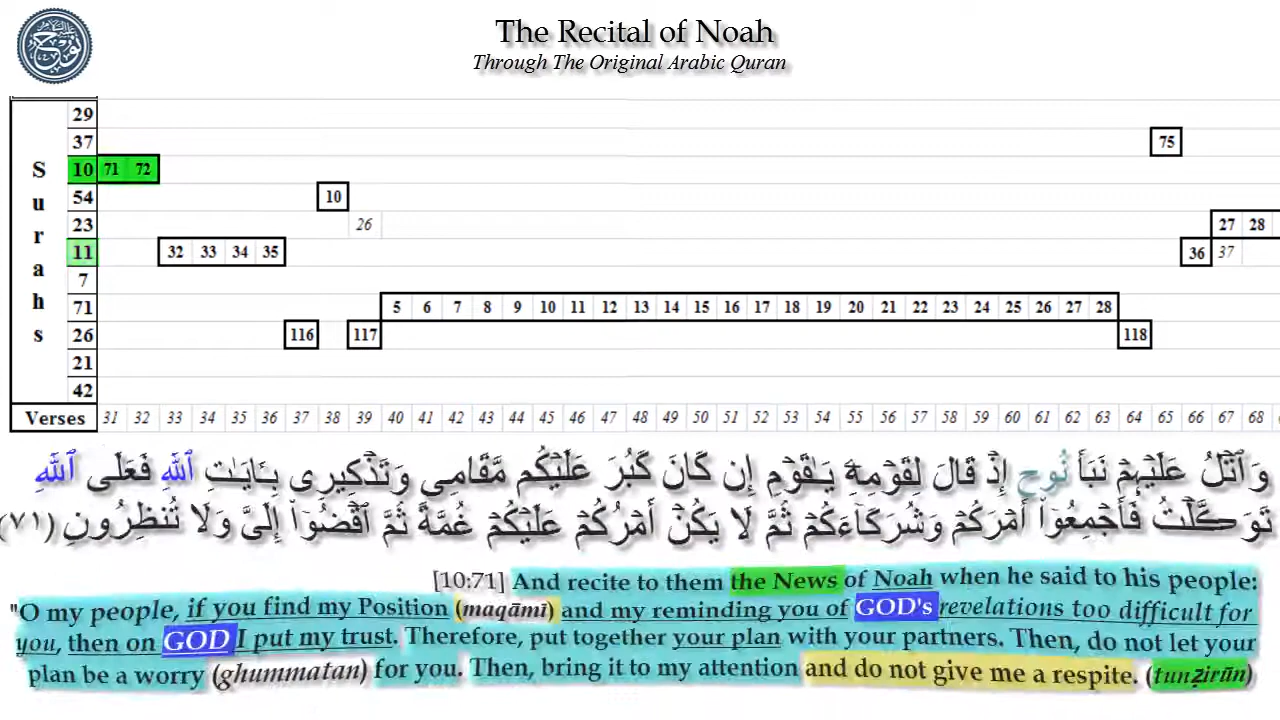 The Recital of Noah
Through The Original Arabic Quran
Surahs
29
37 75
10 71 72
54 10
23 26 27 28
11 32 33 34 35 36 37
7
71 5 6 7 8 9 10 11 12 13 14 15 16 17 18 19 20 21 22 23 24 25 26 27 28
26 116 117 118
21
42
Verses 31 32 33 34 35 36 37 38 39 40 41 42 43 44 45 46 47 48 49 50 51 52 53 54 55 56 57 58 59 60 61 62 63 64 65 66 67 68
وَٱتْلُ عَلَيْهِمْ نَبَأَ نُوحٍ إِذْ قَالَ لِقَوْمِهِۦ يَـٰقَوْمِ إِن كَانَ كَبُرَ عَلَيْكُم مَّقَامِى وَتَذْكِيرِى بِـَٔايَـٰتِ ٱللَّهِ فَعَلَى ٱللَّهِ
تَوَكَّلْتُ فَأَجْمِعُوٓا۟ أَمْرَكُمْ وَشُرَكَآءَكُمْ ثُمَّ لَا يَكُنْ أَمْرُكُمْ عَلَيْكُمْ غُمَّةً ثُمَّ ٱقْضُوٓا۟ إِلَىَّ وَلَا تُنظِرُونِ (٧١)
[10:71] And recite to them the News of Noah when he said to his people:
"O my people, if you find my Position (maqāmī) and my reminding you of GOD's revelations too difficult for
you, then on GOD I put my trust. Therefore, put together your plan with your partners. Then, do not let your
plan be a worry (ghummatan) for you. Then, bring it to my attention and do not give me a respite. (tunẓirūn)